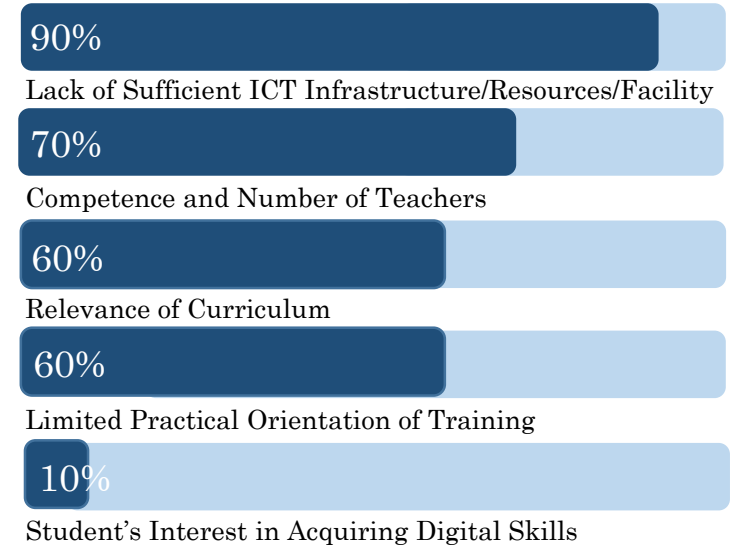 90%
Lack of Sufficient ICT Infrastructure/Resources/Facility
70%
Competence and Number of Teachers
60%
Relevance of Curriculum
60%
Limited Practical Orientation of Training
10%
Student’s Interest in Acquiring Digital Skills